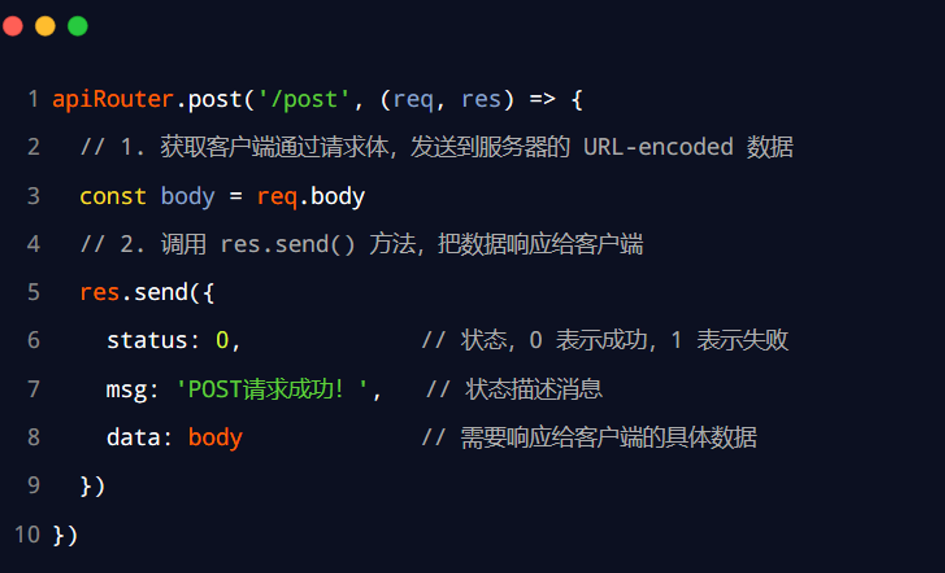 1 apiRouter.post('/post', (req, res) => {
2 // 1. 获取客户端通过请求体，发送到服务器的 URL-encoded 数据
3 const body = req.body
4 // 2. 调用 res.send() 方法，把数据响应给客户端
5 res.send({
6 status: 0, // 状态，0 表示成功，1 表示失败
7 msg: 'POST请求成功！', // 状态描述消息
8 data: body // 需要响应给客户端的具体数据
9 })
10 })